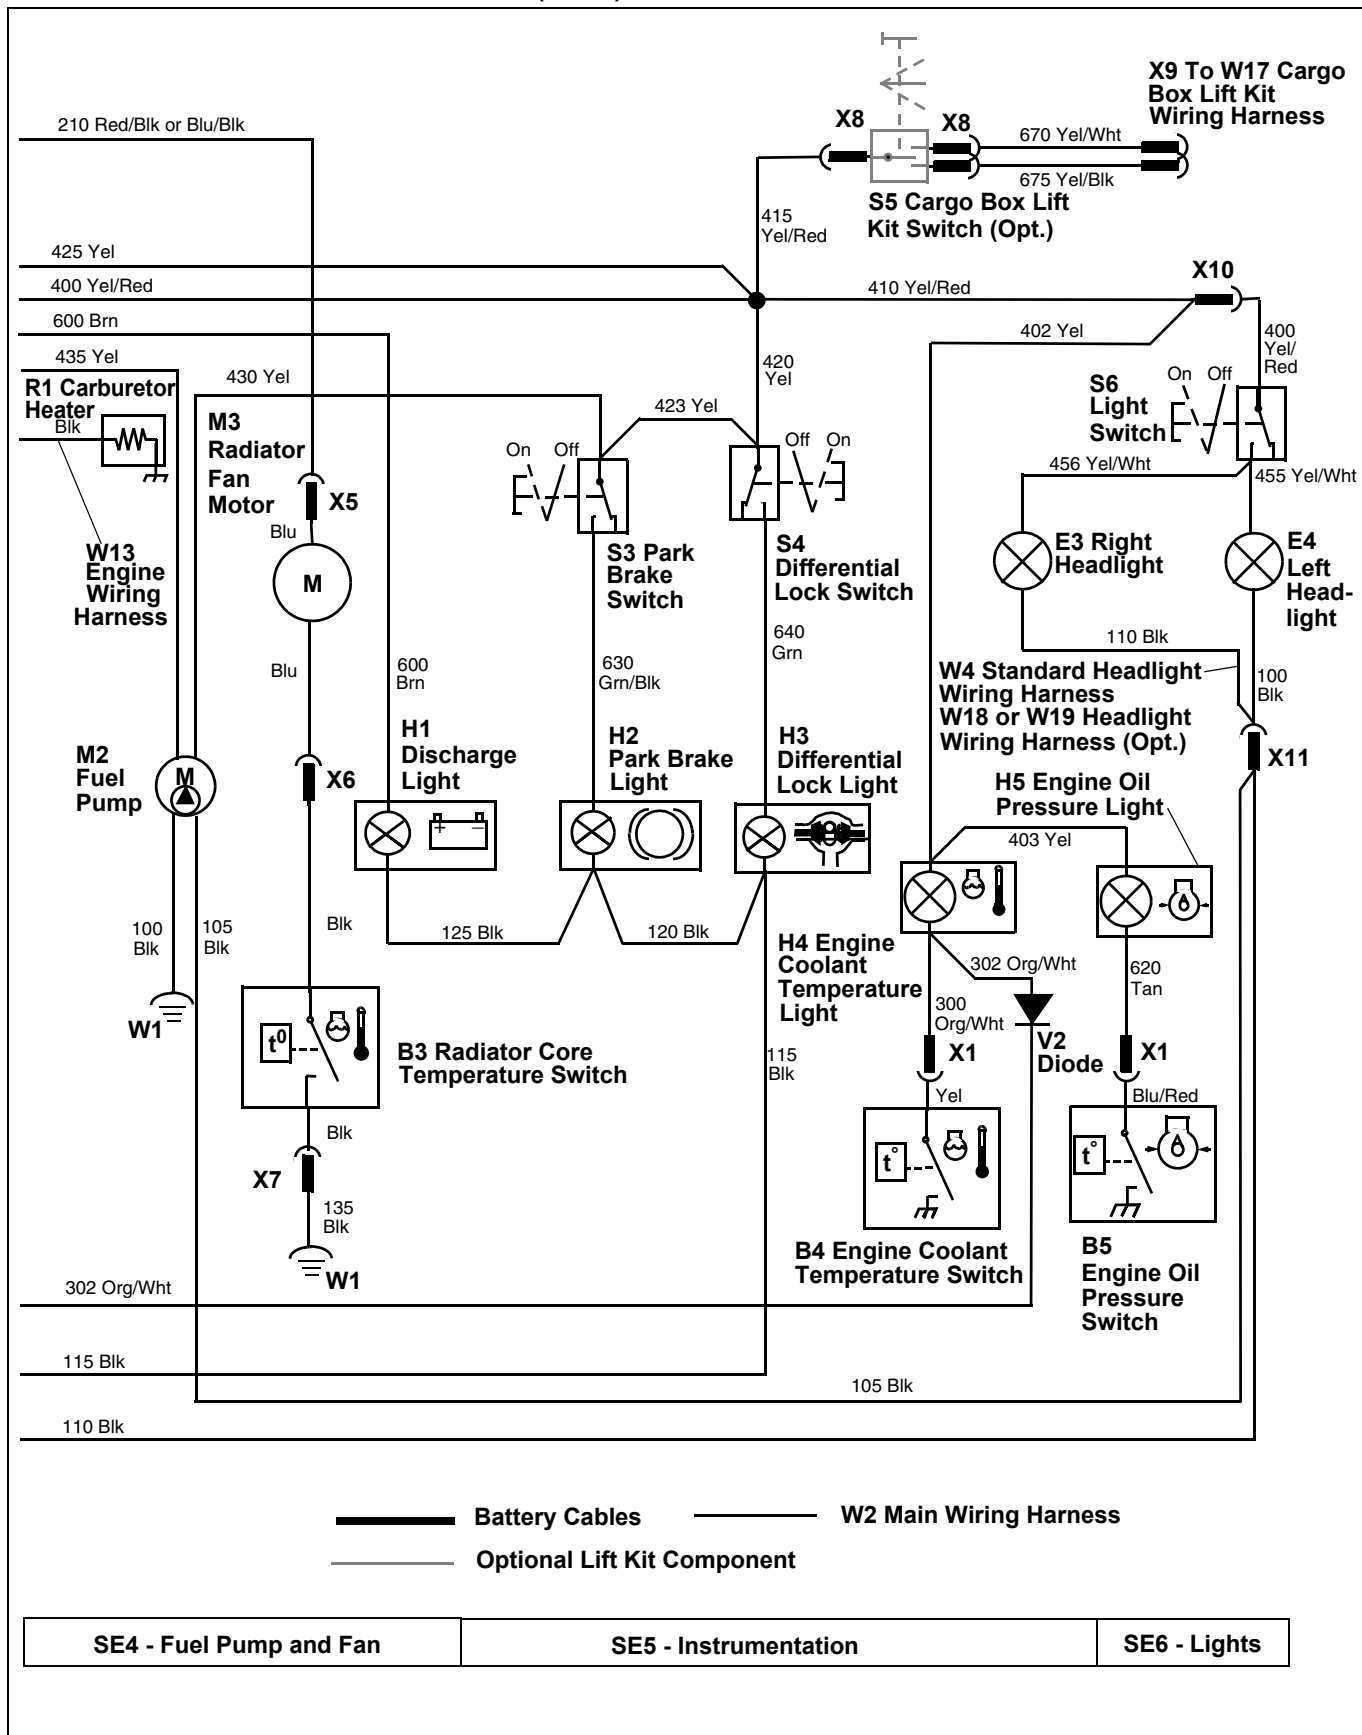 X9 To W17 Cargo
Box Lift Kit
Wiring Harness
X8
X8
210 Red/Blk or Blu/Blk
670 Yel/Wht
675 Yel/Blk
S5 Cargo Box Lift
Kit Switch (Opt.)
415
Yel/Red
425 Yel
X10
400 Yel/Red
410 Yel/Red
600 Brn
402 Yel
400
Yel/
Red
435 Yel
420
Yel
R1 Carburetor
Heater
Blk
430 Yel
423 Yel
S6
Light
Switch
On
Off
M3
Radiator
Fan
Motor
On
Off
Off
On
456 Yel/Wht
455 Yel/Wht
X5
Blu
W13
Engine
Wiring
Harness
M
S3 Park
Brake
Switch
S4
Differential
Lock Switch
E3 Right
Headlight
E4
Left
Head-
light
110 Blk
Blu
600
Brn
630
Grn/Blk
640
Grn
W4 Standard Headlight
Wiring Harness
W18 or W19 Headlight
Wiring Harness (Opt.)
100
Blk
X11
M2
Fuel
Pump
M
X6
H1
Discharge
Light
H2
Park Brake
Light
H3
Differential
Lock Light
H5 Engine Oil
Pressure Light
+ −
403 Yel
100
Blk
105
Blk
Blk
125 Blk
120 Blk
H4 Engine
Coolant
Temperature
Light
302 Org/Wht
620
Tan
300
Org/Wht
W1
t0
B3 Radiator Core
Temperature Switch
115
Blk
X1
V2
Diode
X1
Yel
Blu/Red
Blk
X7
135
Blk
t°
t°
W1
B4 Engine Coolant
Temperature Switch
B5
Engine Oil
Pressure
Switch
302 Org/Wht
115 Blk
105 Blk
110 Blk
Battery Cables
W2 Main Wiring Harness
Optional Lift Kit Component
SE4 - Fuel Pump and Fan
SE5 - Instrumentation
SE6 - Lights